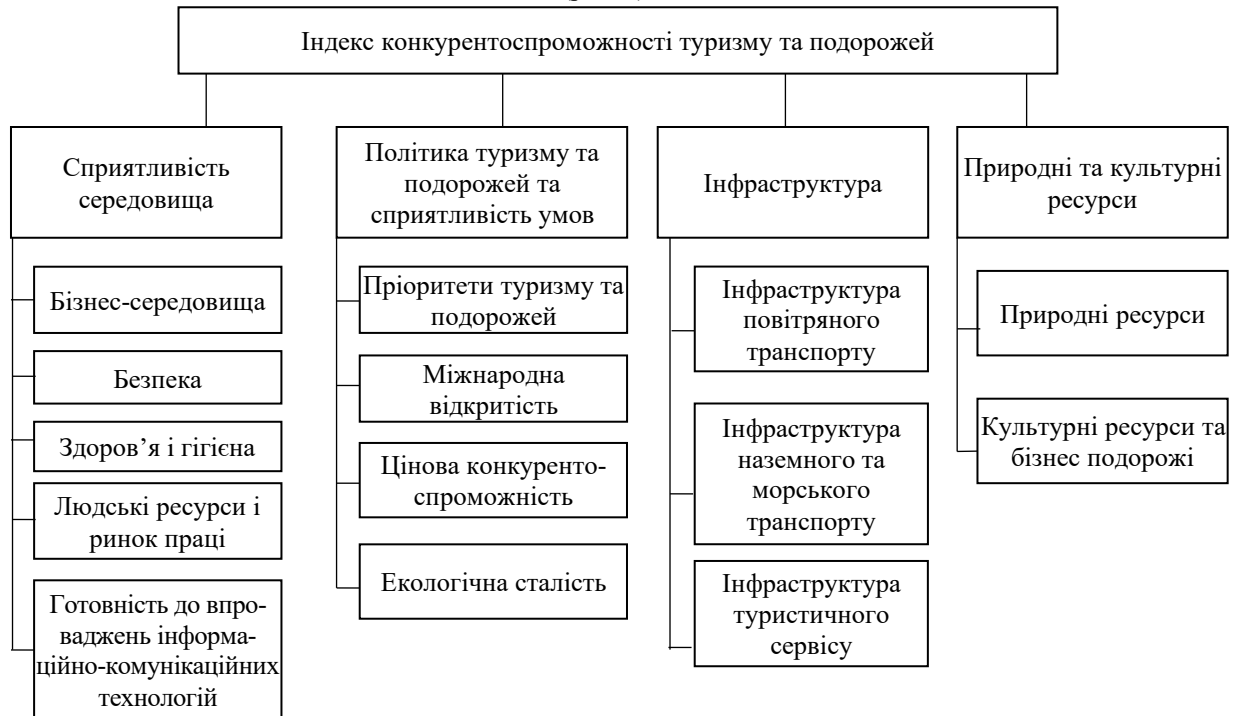 Індекс конкурентоспроможності туризму та подорожей
Сприятливість
середовища
Бізнес-середовища
Безпека
Здоров’я і гігієна
Людські ресурси і
ринок праці
Готовність до впро-
ваджень інформа-
ційно-комунікаційних
технологій
Політика туризму та
подорожей та
сприятливість умов
Пріоритети туризму та
подорожей
Міжнародна
відкритість
Цінова конкуренто-
спроможність
Екологічна сталість
Інфраструктура
Інфраструктура
повітряного
транспорту
Інфраструктура
наземного та
морського
транспорту
Інфраструктура
туристичного
сервісу
Природні та культурні
ресурси
Природні ресурси
Культурні ресурси та
бізнес подорожі